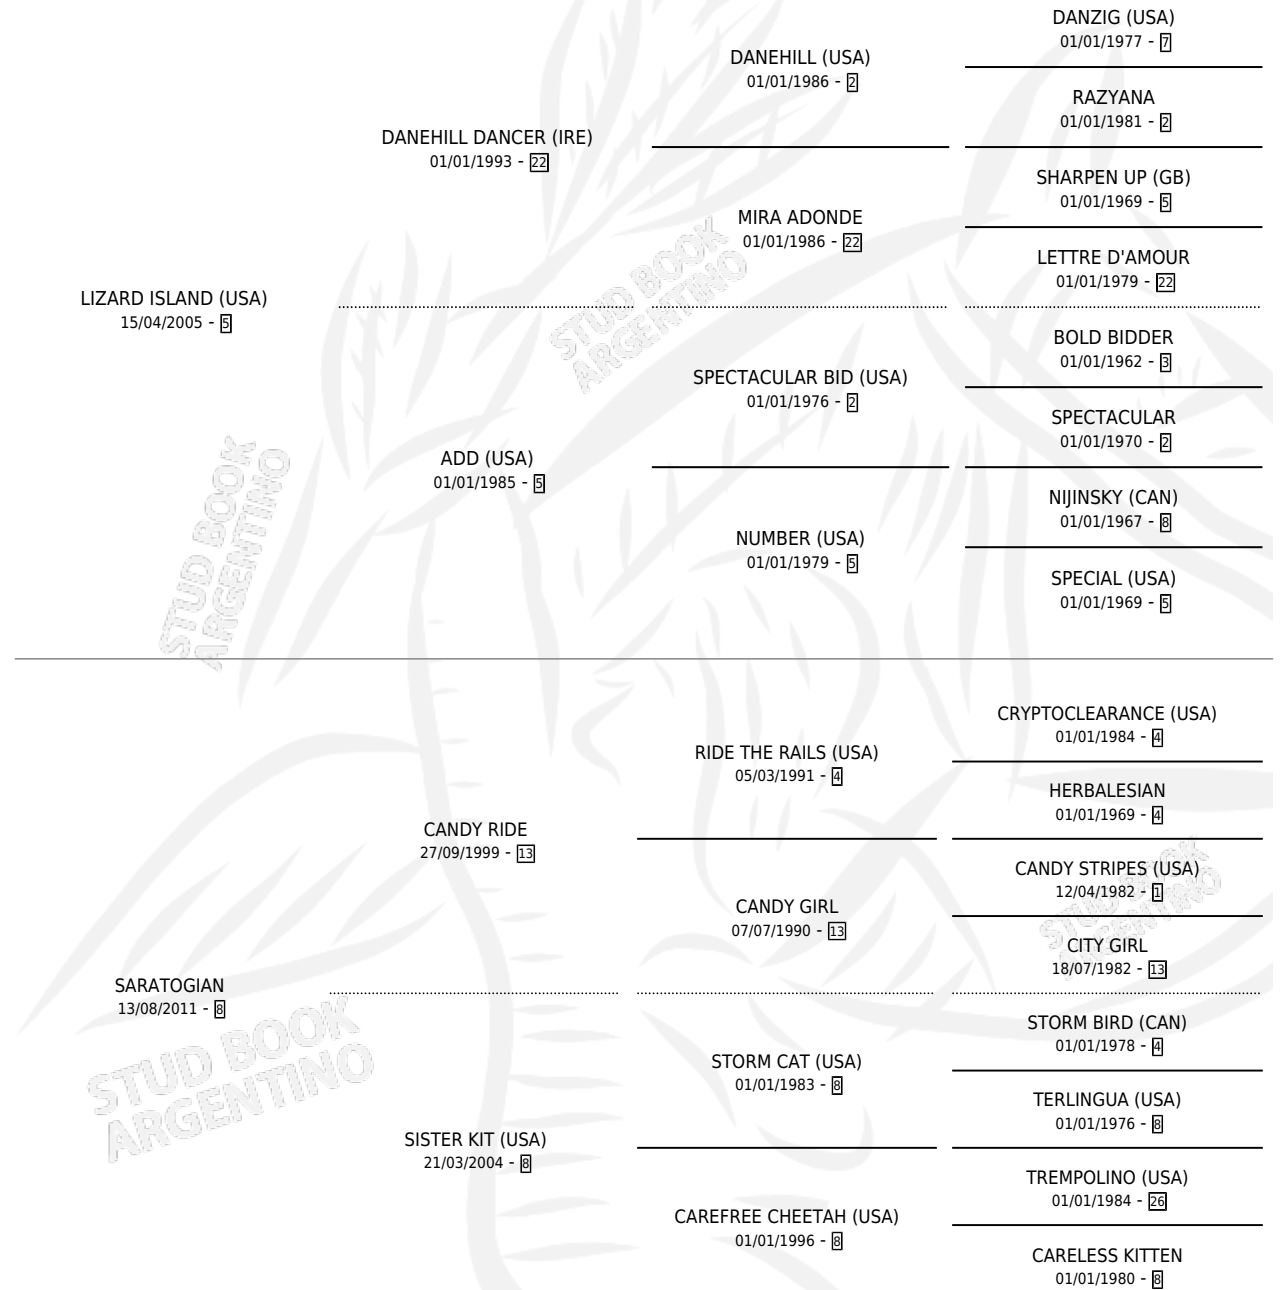 DANZIG (USA)
01/01/1977 - 7
DANEHILL (USA)
01/01/1986 - 2
RAZYANA
01/01/1981 - 2
DANEHILL DANCER (IRE)
01/01/1993 - 22
SHARPEN UP (GB)
01/01/1969 - 5
MIRA ADONDE
01/01/1986 - 22
LETTRE D'AMOUR
01/01/1979 - 22
LIZARD ISLAND (USA)
15/04/2005 - 5
STUD BOOK
ARGENTINO
BOLD BIDDER
01/01/1962 - 3
SPECTACULAR BID (USA)
01/01/1976 - 2
SPECTACULAR
01/01/1970 - 2
ADD (USA)
01/01/1985 - 5
NIJINSKY (CAN)
01/01/1967 - 8
NUMBER (USA)
01/01/1979 - 5
SPECIAL (USA)
01/01/1969 - 5
STUD BOOK
ARGENTINO
CRYPTOCLEARANCE (USA)
01/01/1984 - 4
RIDE THE RAILS (USA)
05/03/1991 - 4
HERBALESIAN
01/01/1969 - 4
CANDY RIDE
27/09/1999 - 13
CANDY STRIPES (USA)
12/04/1982 - 1
CANDY GIRL
07/07/1990 - 13
STUD BOOK
ARGENTINO
CITY GIRL
18/07/1982 - 13
SARATOGIAN
13/08/2011 - 8
STUD BOOK
ARGENTINO
STORM BIRD (CAN)
01/01/1978 - 4
STORM CAT (USA)
01/01/1983 - 8
TERLINGUA (USA)
01/01/1976 - 8
SISTER KIT (USA)
21/03/2004 - 8
TREMPOLINO (USA)
01/01/1984 - 26
CAREFREE CHEETAH (USA)
01/01/1996 - 8
CARELESS KITTEN
01/01/1980 - 8